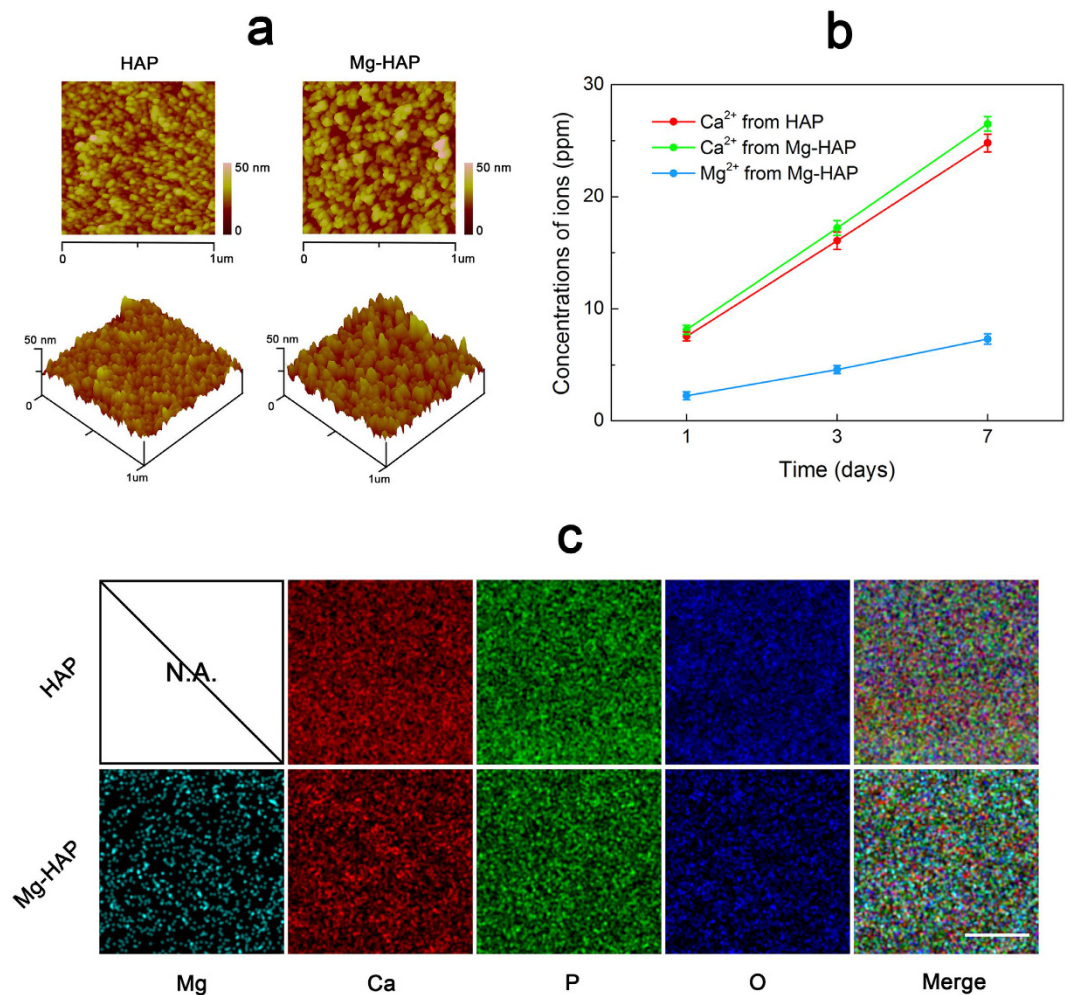 a
HAP
Mg-HAP
50 nm
0
50 nm
0
0
1um
0
1um
50 nm
0
1um
50 nm
0
1um
b
30
20
10
0
Concentrations of ions (ppm)
Ca²⁺ from HAP
Ca²⁺ from Mg-HAP
Mg²⁺ from Mg-HAP
1
3
7
Time (days)
c
HAP
N.A.
Mg-HAP
Mg
Ca
P
O
Merge